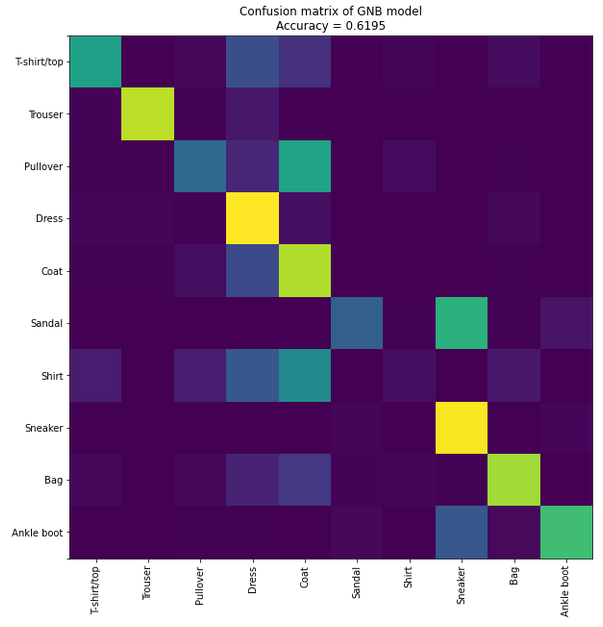 Confusion matrix of GNB model
Accuracy = 0.6195
T-shirt/top
Trouser
Pullover
Dress
Coat
Sandal
Shirt
Sneaker
Bag
Ankle boot
T-shirt/top
Trouser
Pullover
Dress
Coat
Sandal
Shirt
Sneaker
Bag
Ankle boot